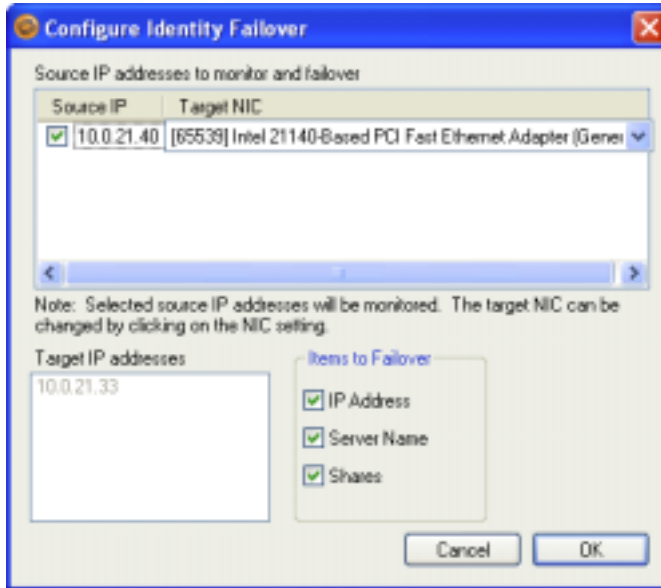 Configure Identity Failover
Source IP addresses to monitor and failover
Source IP Target NIC
10.0.21.40 [65539] Intel 21140-Based PCI Fast Ethernet Adapter (Gener
Note: Selected source IP addresses will be monitored. The target NIC can be
changed by clicking on the NIC setting.
Target IP addresses
10.0.21.33
Items to Failover
IP Address
Server Name
Shares
Cancel OK